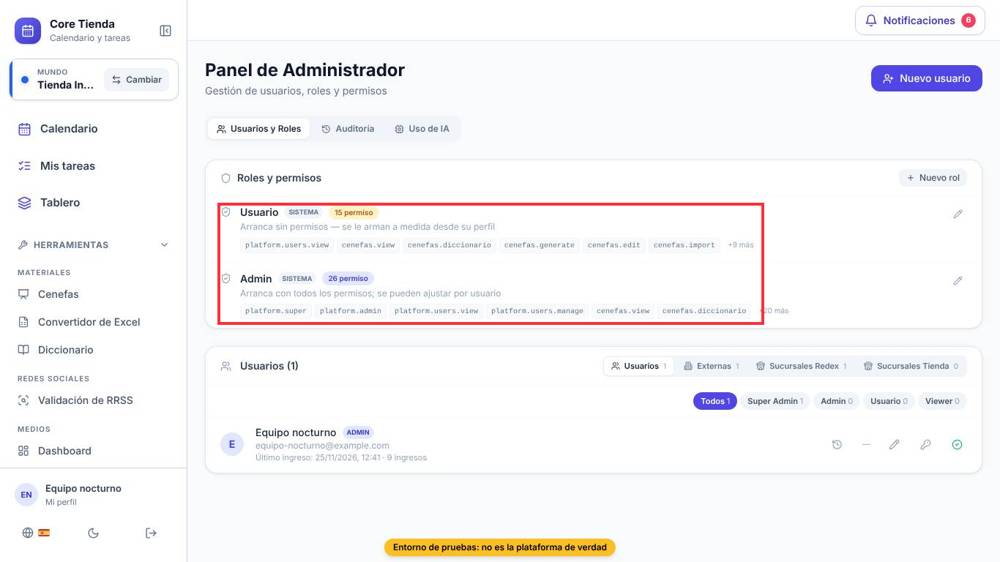 Core Tienda
Calendario y tareas
MUNDO
Tienda In...
Cambiar
Calendario
Mis tareas
Tablero
HERRAMIENTAS
MATERIALES
Cenefas
Convertidor de Excel
Diccionario
REDES SOCIALES
Validación de RRSS
MEDIOS
Dashboard
EN
Equipo nocturno
Mi perfil
Notificaciones 6
Panel de Administrador
Gestión de usuarios, roles y permisos
Nuevo usuario
Usuarios y Roles
Auditoría
Uso de IA
Roles y permisos
Nuevo rol
Usuario SISTEMA 15 permiso
Arranca sin permisos — se le arman a medida desde su perfil
platform.users.view cenefas.view cenefas.diccionario cenefas.generate cenefas.edit cenefas.import +9 más
Admin SISTEMA 26 permiso
Arranca con todos los permisos; se pueden ajustar por usuario
platform.super platform.admin platform.users.view platform.users.manage cenefas.view cenefas.diccionario +20 más
Usuarios (1)
Usuarios 1 Externas 1 Sucursales Redex 1 Sucursales Tienda 0
Todos 1 Super Admin 1 Admin 0 Usuario 0 Viewer 0
E
Equipo nocturno ADMIN
equipo-nocturno@example.com
Último ingreso: 25/11/2026, 12:41 · 9 ingresos
Entorno de pruebas: no es la plataforma de verdad